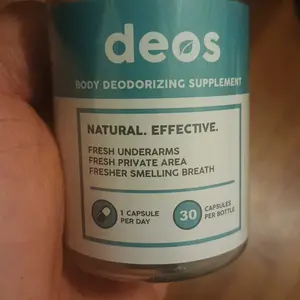 deos
BODY DEODORIZING SUPPLEMENT
NATURAL. EFFECTIVE.
FRESH UNDERARMS
FRESH PRIVATE AREA
FRESHER SMELLING BREATH
1 CAPSULE
PER DAY
30
CAPSULES
PER BOTTLE